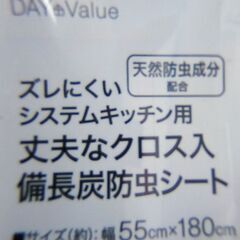 DAY Value
天然防虫成分
配合
ズレにくい
システムキッチン用
丈夫なクロス入
備長炭防虫シート
■サイズ(約):幅55cm×180cm